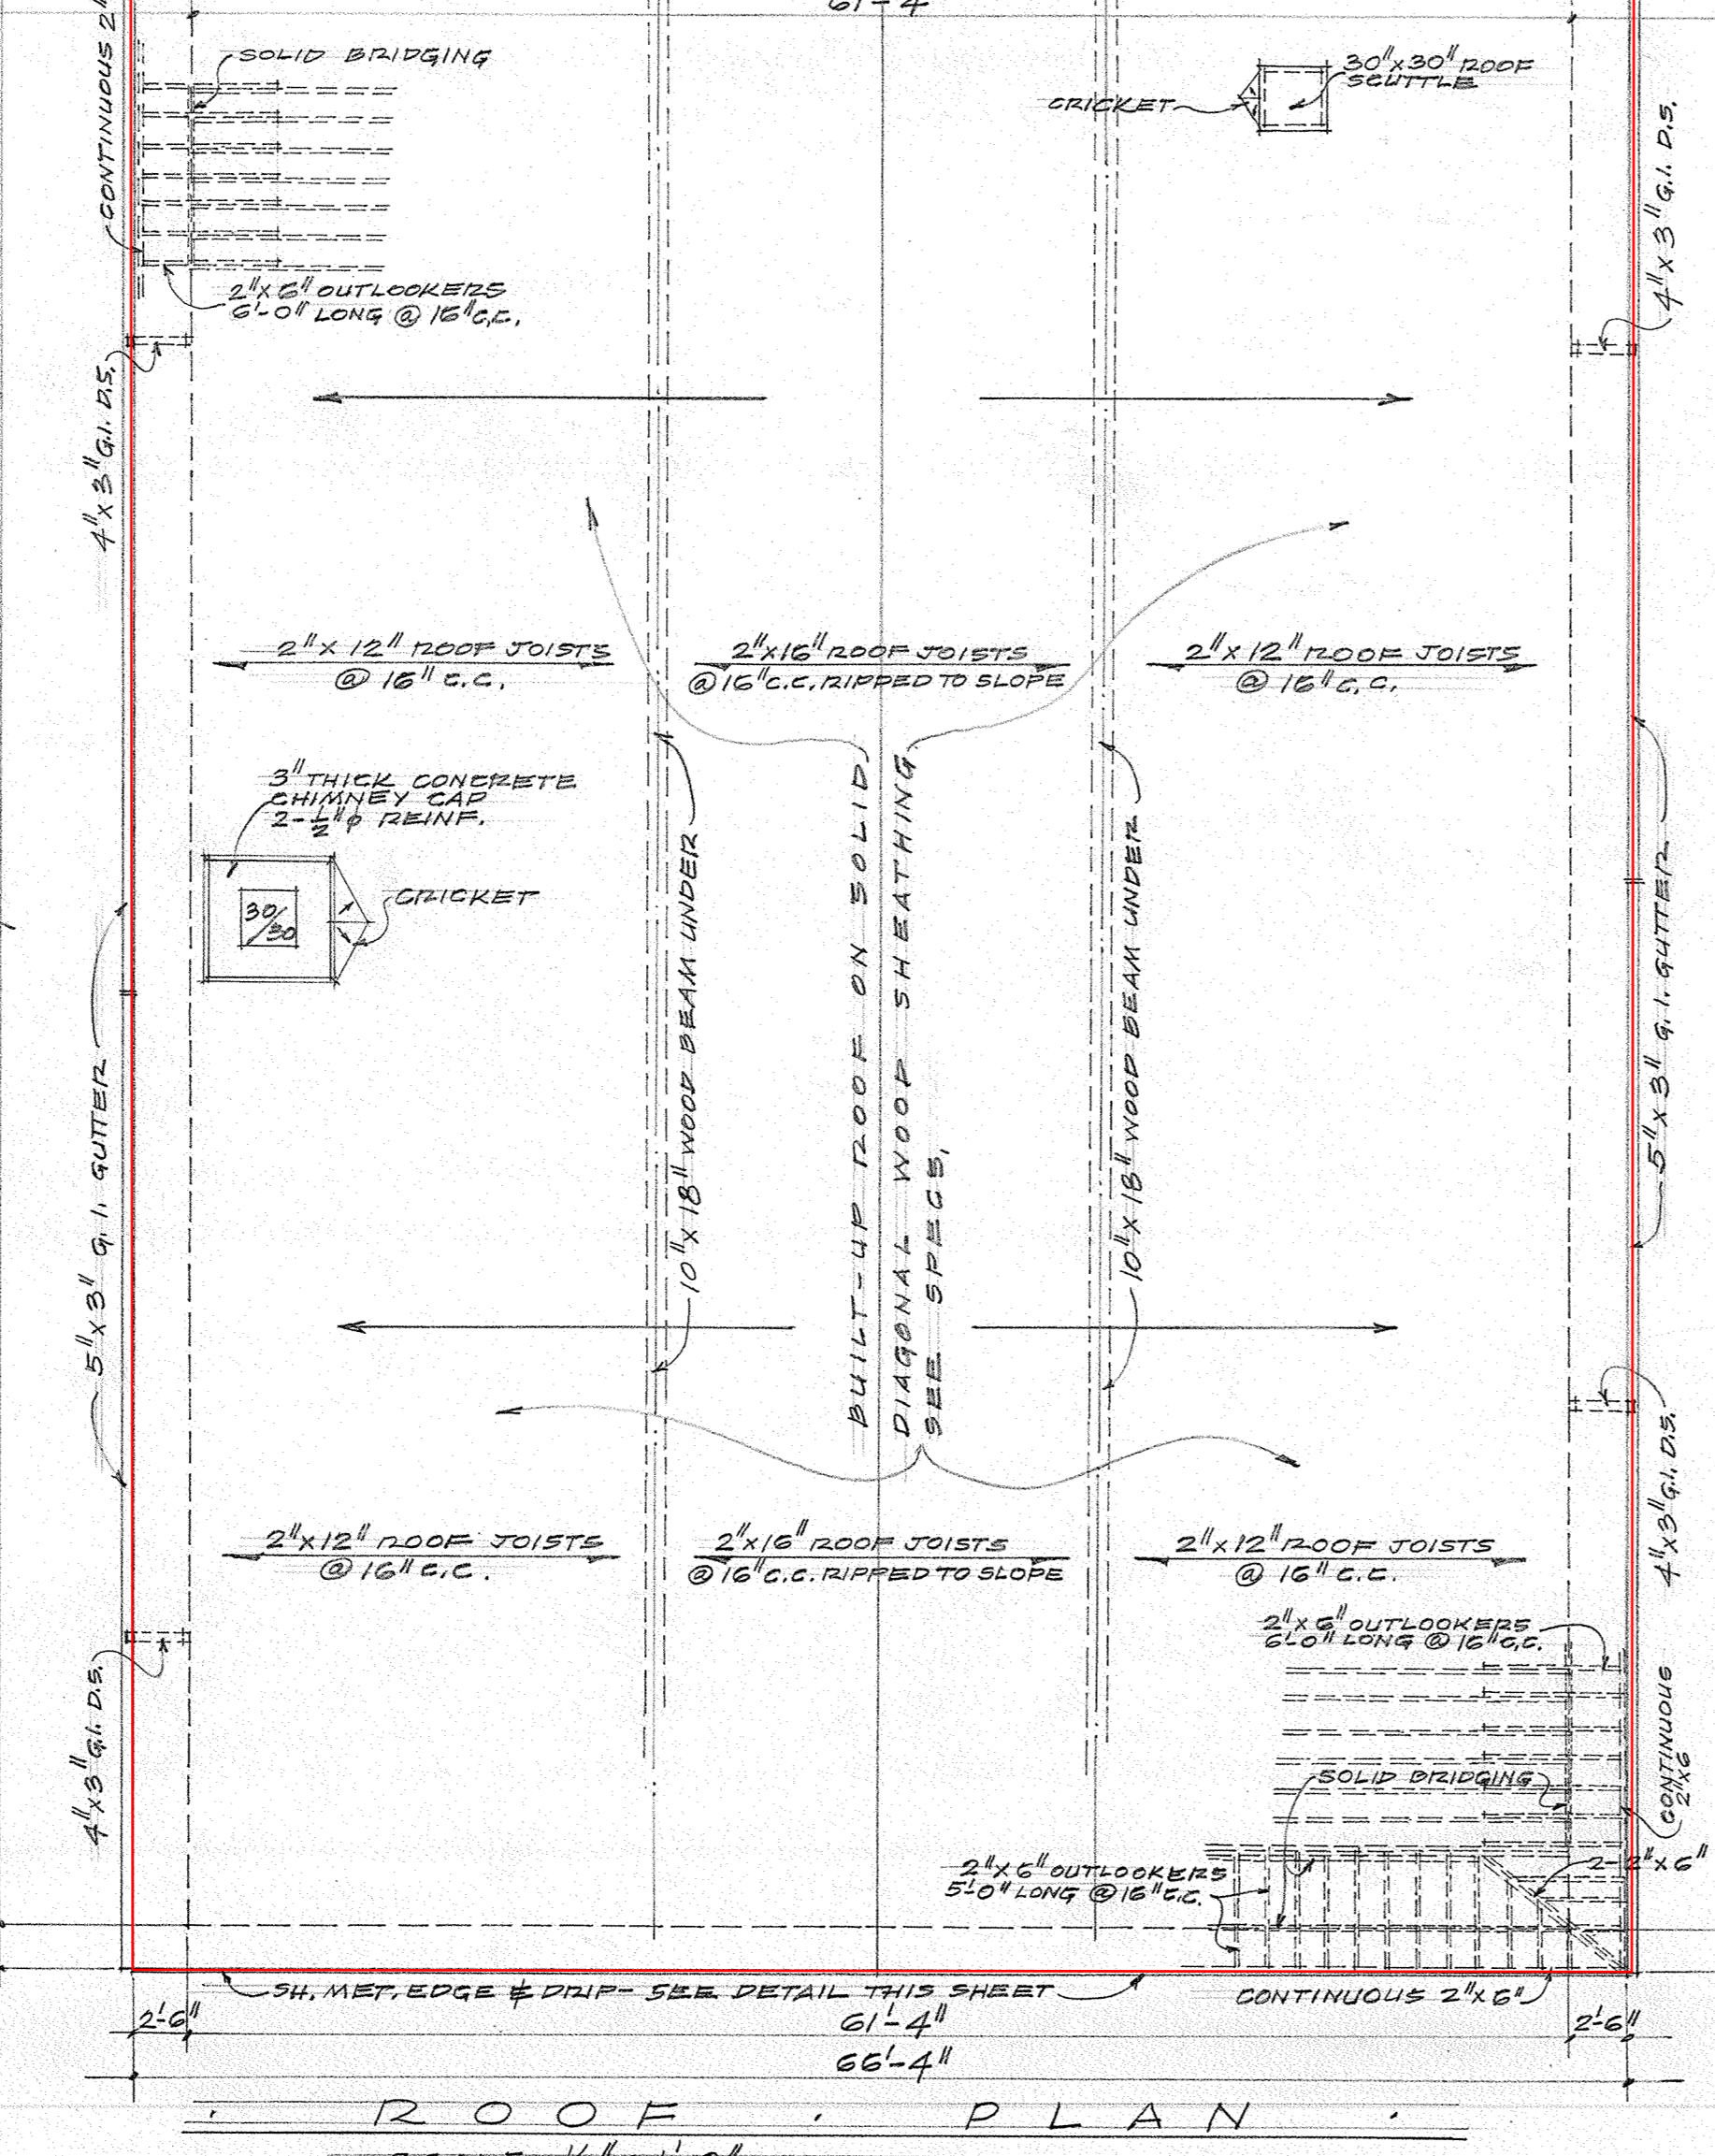 61'-4"
CONTINUOUS 2"
SOLID BRIDGING
30"x30" ROOF
SCUTTLE
CRICKET
4"x3" G.I. D.S.
2"x6" OUTLOOKERS
6'-0" LONG @ 16" C.C.
4"x3" G.I. D.S.
2"x12" ROOF JOISTS
@ 16" C.C.
2"x16" ROOF JOISTS
@ 16" C.C. RIPPED TO SLOPE
2"x12" ROOF JOISTS
@ 16" C.C.
3" THICK CONCRETE
CHIMNEY CAP
2-½"φ REINF.
30/30
CRICKET
10"x18" WOOD BEAM UNDER
BUILT-UP ROOF ON SOLID
DIAGONAL WOOD SHEATHING
SEE SPECS.
10"x18" WOOD BEAM UNDER
5"x3" G.I. GUTTER
5"x3" G.I. GUTTER
2"x12" ROOF JOISTS
@ 16" C.C.
2"x16" ROOF JOISTS
@ 16" C.C. RIPPED TO SLOPE
2"x12" ROOF JOISTS
@ 16" C.C.
4"x3" G.I. D.S.
2"x6" OUTLOOKERS
6'-0" LONG @ 16" C.C.
4"x3" G.I. D.S.
CONTINUOUS
2"x6
SOLID BRIDGING
2"x6" OUTLOOKERS
5'-0" LONG @ 16" C.C.
2-2"x6"
SH. MET. EDGE & DRIP - SEE DETAIL THIS SHEET
CONTINUOUS 2"x6"
2'-6"
61'-4"
2'-6"
66'-4"
ROOF PLAN